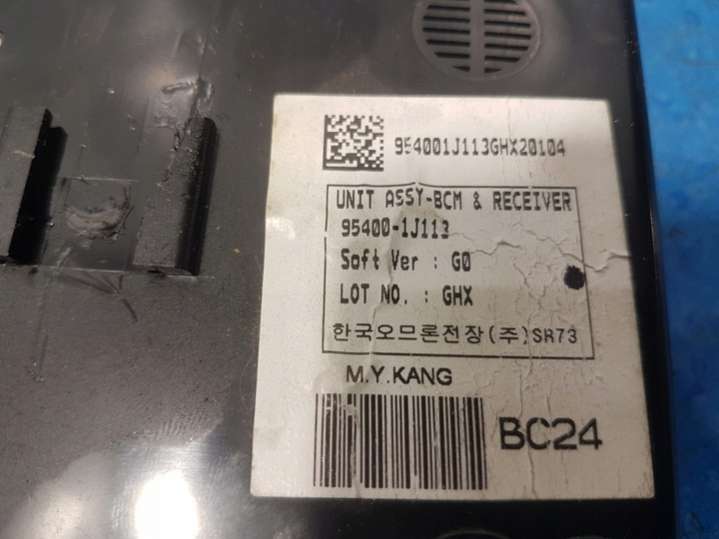 954001J113GHX20104
UNIT ASSY-BCM & RECEIVER
95400-1J113
Soft Ver : G0
LOT NO. : GHX
한국오므론전장(주)SR73
M.Y.KANG
BC24